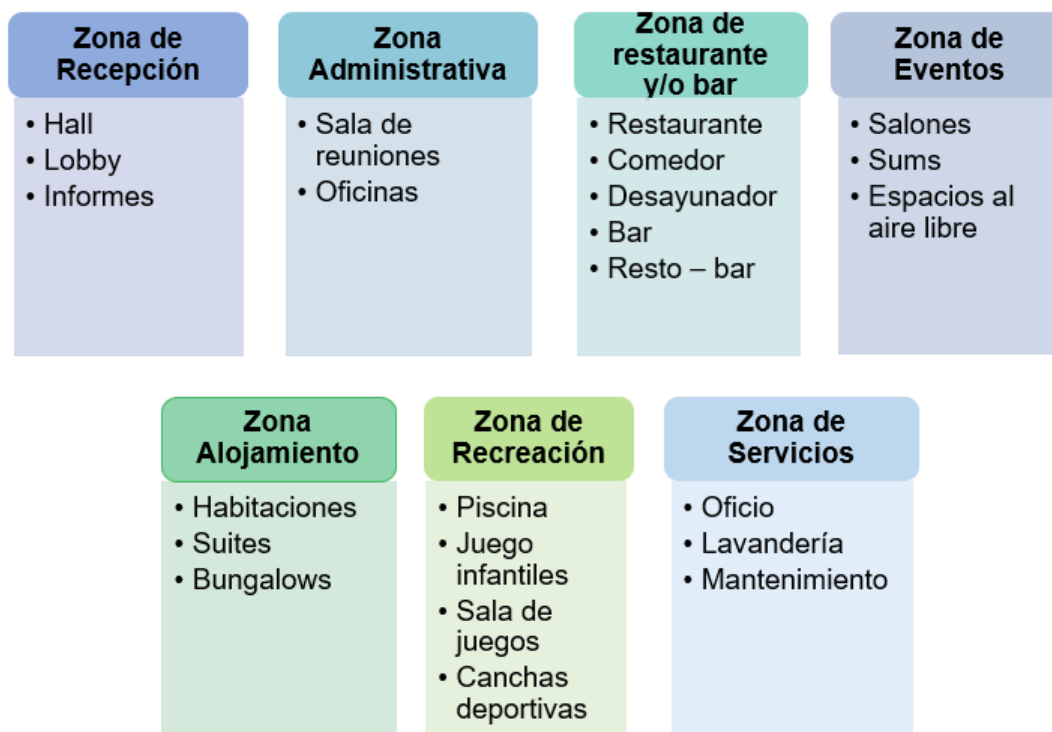 Zona de
Recepción
• Hall
• Lobby
• Informes
Zona
Administrativa
• Sala de
reuniones
• Oficinas
Zona de
restaurante
y/o bar
• Restaurante
• Comedor
• Desayunador
• Bar
• Resto – bar
Zona de
Eventos
• Salones
• Sums
• Espacios al
aire libre
Zona
Alojamiento
• Habitaciones
• Suites
• Bungalows
Zona de
Recreación
• Piscina
• Juego
infantiles
• Sala de
juegos
• Canchas
deportivas
Zona de
Servicios
• Oficio
• Lavandería
• Mantenimiento